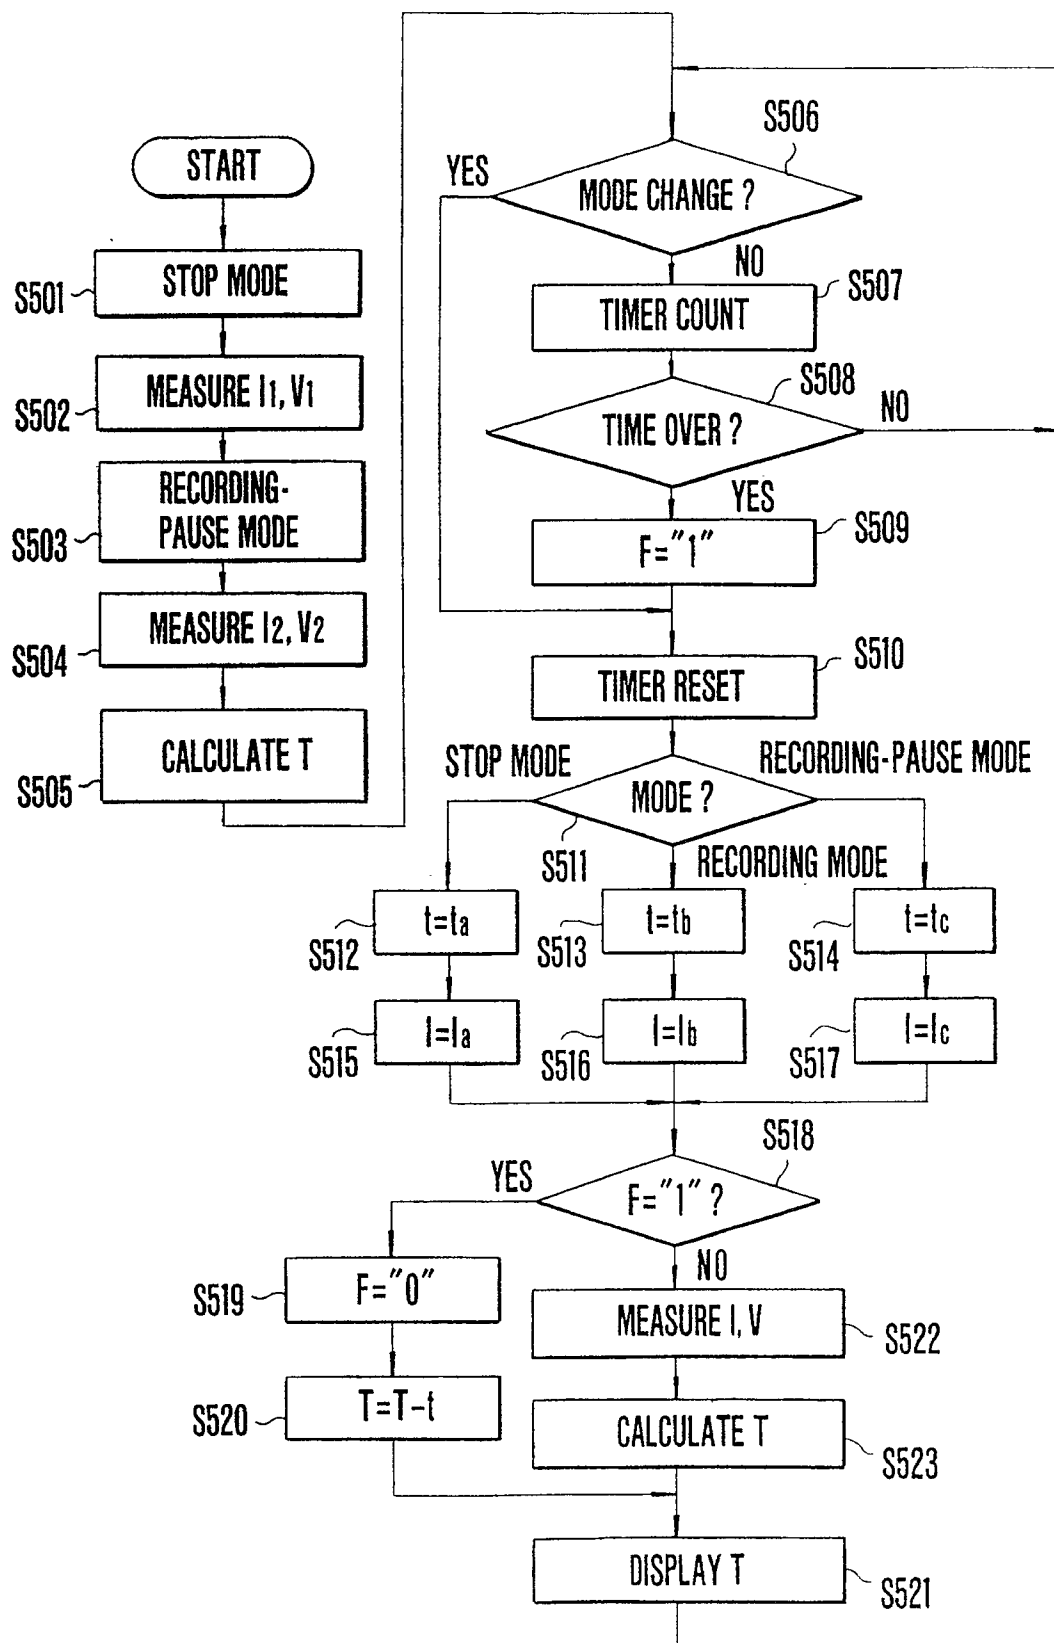 START
S501
STOP MODE
S502
MEASURE I1, V1
S503
RECORDING-
PAUSE MODE
S504
MEASURE I2, V2
S505
CALCULATE T
S506
YES
MODE CHANGE ?
NO
S507
TIMER COUNT
S508
TIME OVER ?
NO
YES
S509
F="1"
S510
TIMER RESET
STOP MODE
RECORDING-PAUSE MODE
MODE ?
S511
RECORDING MODE
S512
t=ta
S513
t=tb
S514
t=tc
S515
I=Ia
S516
I=Ib
S517
I=Ic
S518
YES
F="1" ?
NO
S519
F="0"
S522
MEASURE I, V
S520
T=T-t
S523
CALCULATE T
S521
DISPLAY T